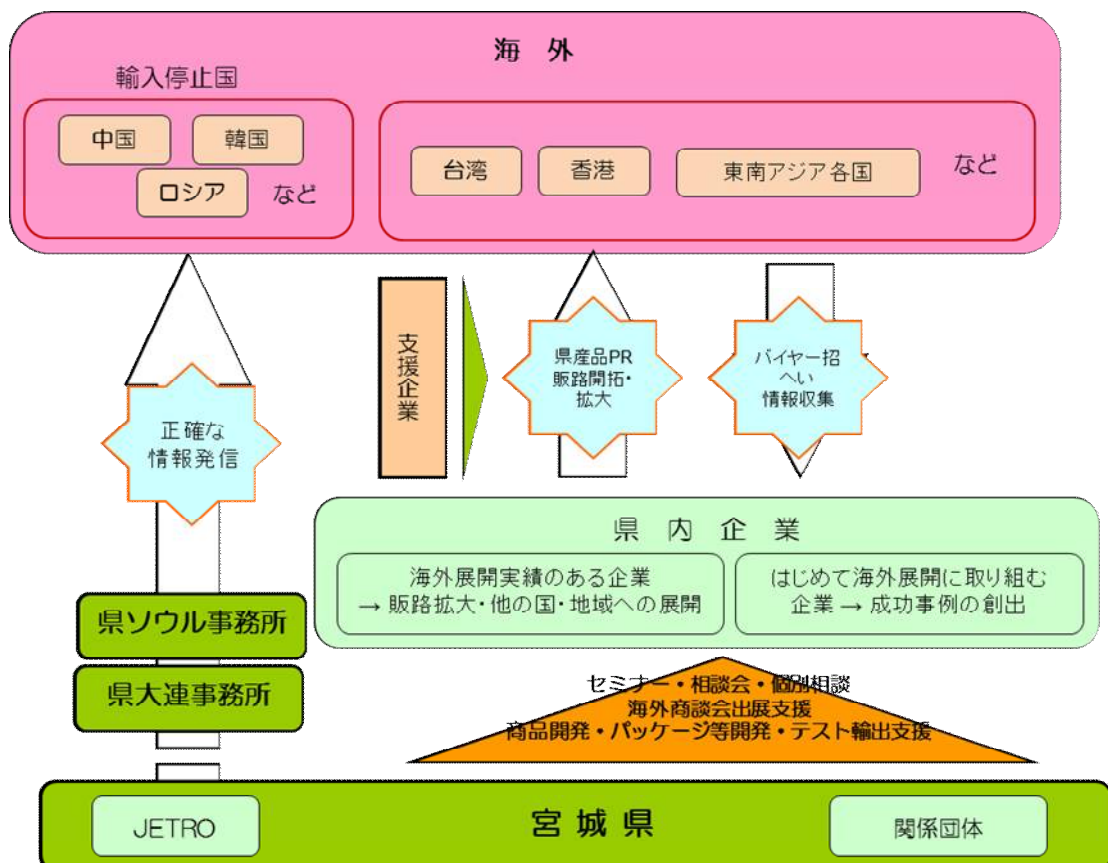 海 外
輸入停止国
中国
韓国
ロシア
など
台湾
香港
東南アジア各国
など
支援企業
県産品PR
販路開拓・
拡大
バイヤー招
へい
情報収集
正確な
情報発信
県 内 企 業
海外展開実績のある企業
→ 販路拡大・他の国・地域への展開
はじめて海外展開に取り組む
企業 → 成功事例の創出
県ソウル事務所
県大連事務所
セミナー・相談会・個別相談
海外商談会出展支援
商品開発・パッケージ等開発・テスト輸出支援
JETRO
宮 城 県
関係団体